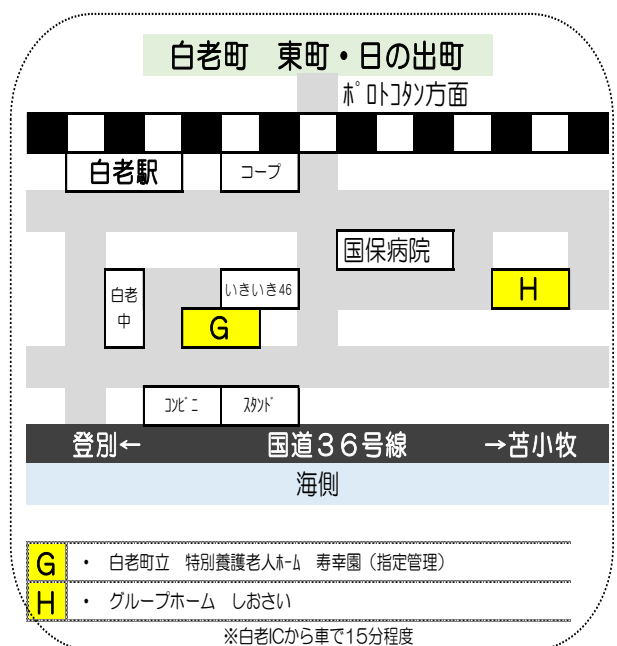 白老町　東町・日の出町
ﾎﾟﾛﾄｺﾀﾝ方面
白老駅
コープ
国保病院
白老
中
いきいき46
H
G
ｺﾝﾋﾞﾆ
ｽﾀﾝﾄﾞ
登別←　国道３６号線　→苫小牧
海側
G ・ 白老町立　特別養護老人ﾎｰﾑ　寿幸園（指定管理）
H ・ グループホーム　しおさい
※白老ICから車で15分程度